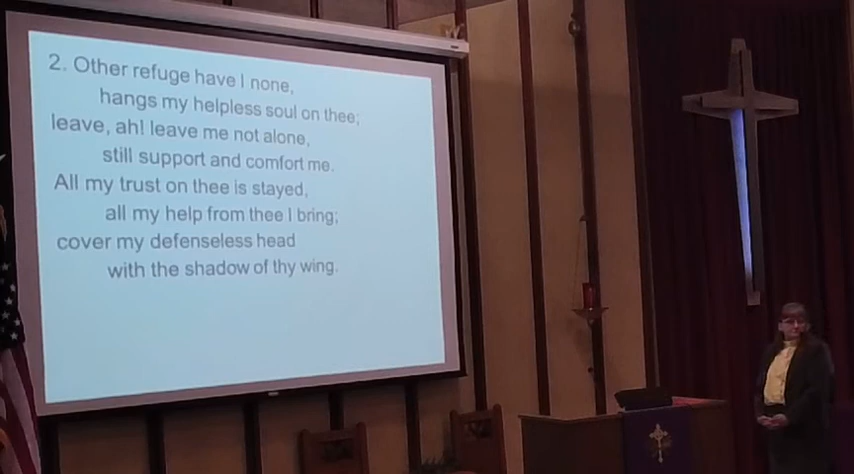 2. Other refuge have I none,
hangs my helpless soul on thee;
leave, ah! leave me not alone,
still support and comfort me.
All my trust on thee is stayed,
all my help from thee I bring;
cover my defenseless head
with the shadow of thy wing.